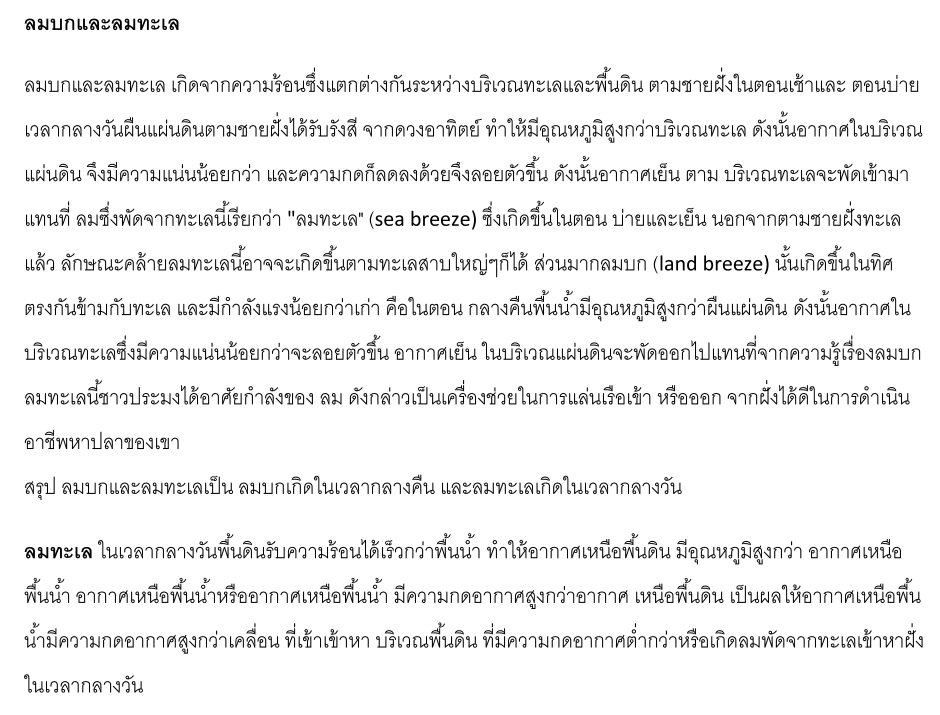 ลมบกและลมทะเล
ลมบกและลมทะเล เกิดจากความร้อนซึ่งแตกต่างกันระหว่างบริเวณทะเลและพื้นดิน ตามชายฝั่งในตอนเช้าและ ตอนบ่าย
เวลากลางวันผืนแผ่นดินตามชายฝั่งได้รับรังสี จากดวงอาทิตย์ ทำให้มีอุณหภูมิสูงกว่าบริเวณทะเล ดังนั้นอากาศในบริเวณ
แผ่นดิน จึงมีความแน่นน้อยกว่า และความกดก็ลดลงด้วยจึงลอยตัวขึ้น ดังนั้นอากาศเย็น ตาม บริเวณทะเลจะพัดเข้ามา
แทนที่ ลมซึ่งพัดจากทะเลนี้เรียกว่า "ลมทะเล" (sea breeze) ซึ่งเกิดขึ้นในตอน บ่ายและเย็น นอกจากตามชายฝั่งทะเล
แล้ว ลักษณะคล้ายลมทะเลนี้อาจจะเกิดขึ้นตามทะเลสาบใหญ่ๆก็ได้ ส่วนมากลมบก (land breeze) นั้นเกิดขึ้นในทิศ
ตรงกันข้ามกับทะเล และมีกำลังแรงน้อยกว่าเก่า คือในตอน กลางคืนพื้นน้ำมีอุณหภูมิสูงกว่าผืนแผ่นดิน ดังนั้นอากาศใน
บริเวณทะเลซึ่งมีความแน่นน้อยกว่าจะลอยตัวขึ้น อากาศเย็น ในบริเวณแผ่นดินจะพัดออกไปแทนที่จากความรู้เรื่องลมบก
ลมทะเลนี้ชาวประมงได้อาศัยกำลังของ ลม ดังกล่าวเป็นเครื่องช่วยในการแล่นเรือเข้า หรือออก จากฝั่งได้ดีในการดำเนิน
อาชีพหาปลาของเขา
สรุป ลมบกและลมทะเลเป็น ลมบกเกิดในเวลากลางคืน และลมทะเลเกิดในเวลากลางวัน
ลมทะเล ในเวลากลางวันพื้นดินรับความร้อนได้เร็วกว่าพื้นน้ำ ทำให้อากาศเหนือพื้นดิน มีอุณหภูมิสูงกว่า อากาศเหนือ
พื้นน้ำ อากาศเหนือพื้นน้ำหรืออากาศเหนือพื้นน้ำ มีความกดอากาศสูงกว่าอากาศ เหนือพื้นดิน เป็นผลให้อากาศเหนือพื้น
น้ำมีความกดอากาศสูงกว่าเคลื่อน ที่เข้าเข้าหา บริเวณพื้นดิน ที่มีความกดอากาศต่ำกว่าหรือเกิดลมพัดจากทะเลเข้าหาฝั่ง
ในเวลากลางวัน